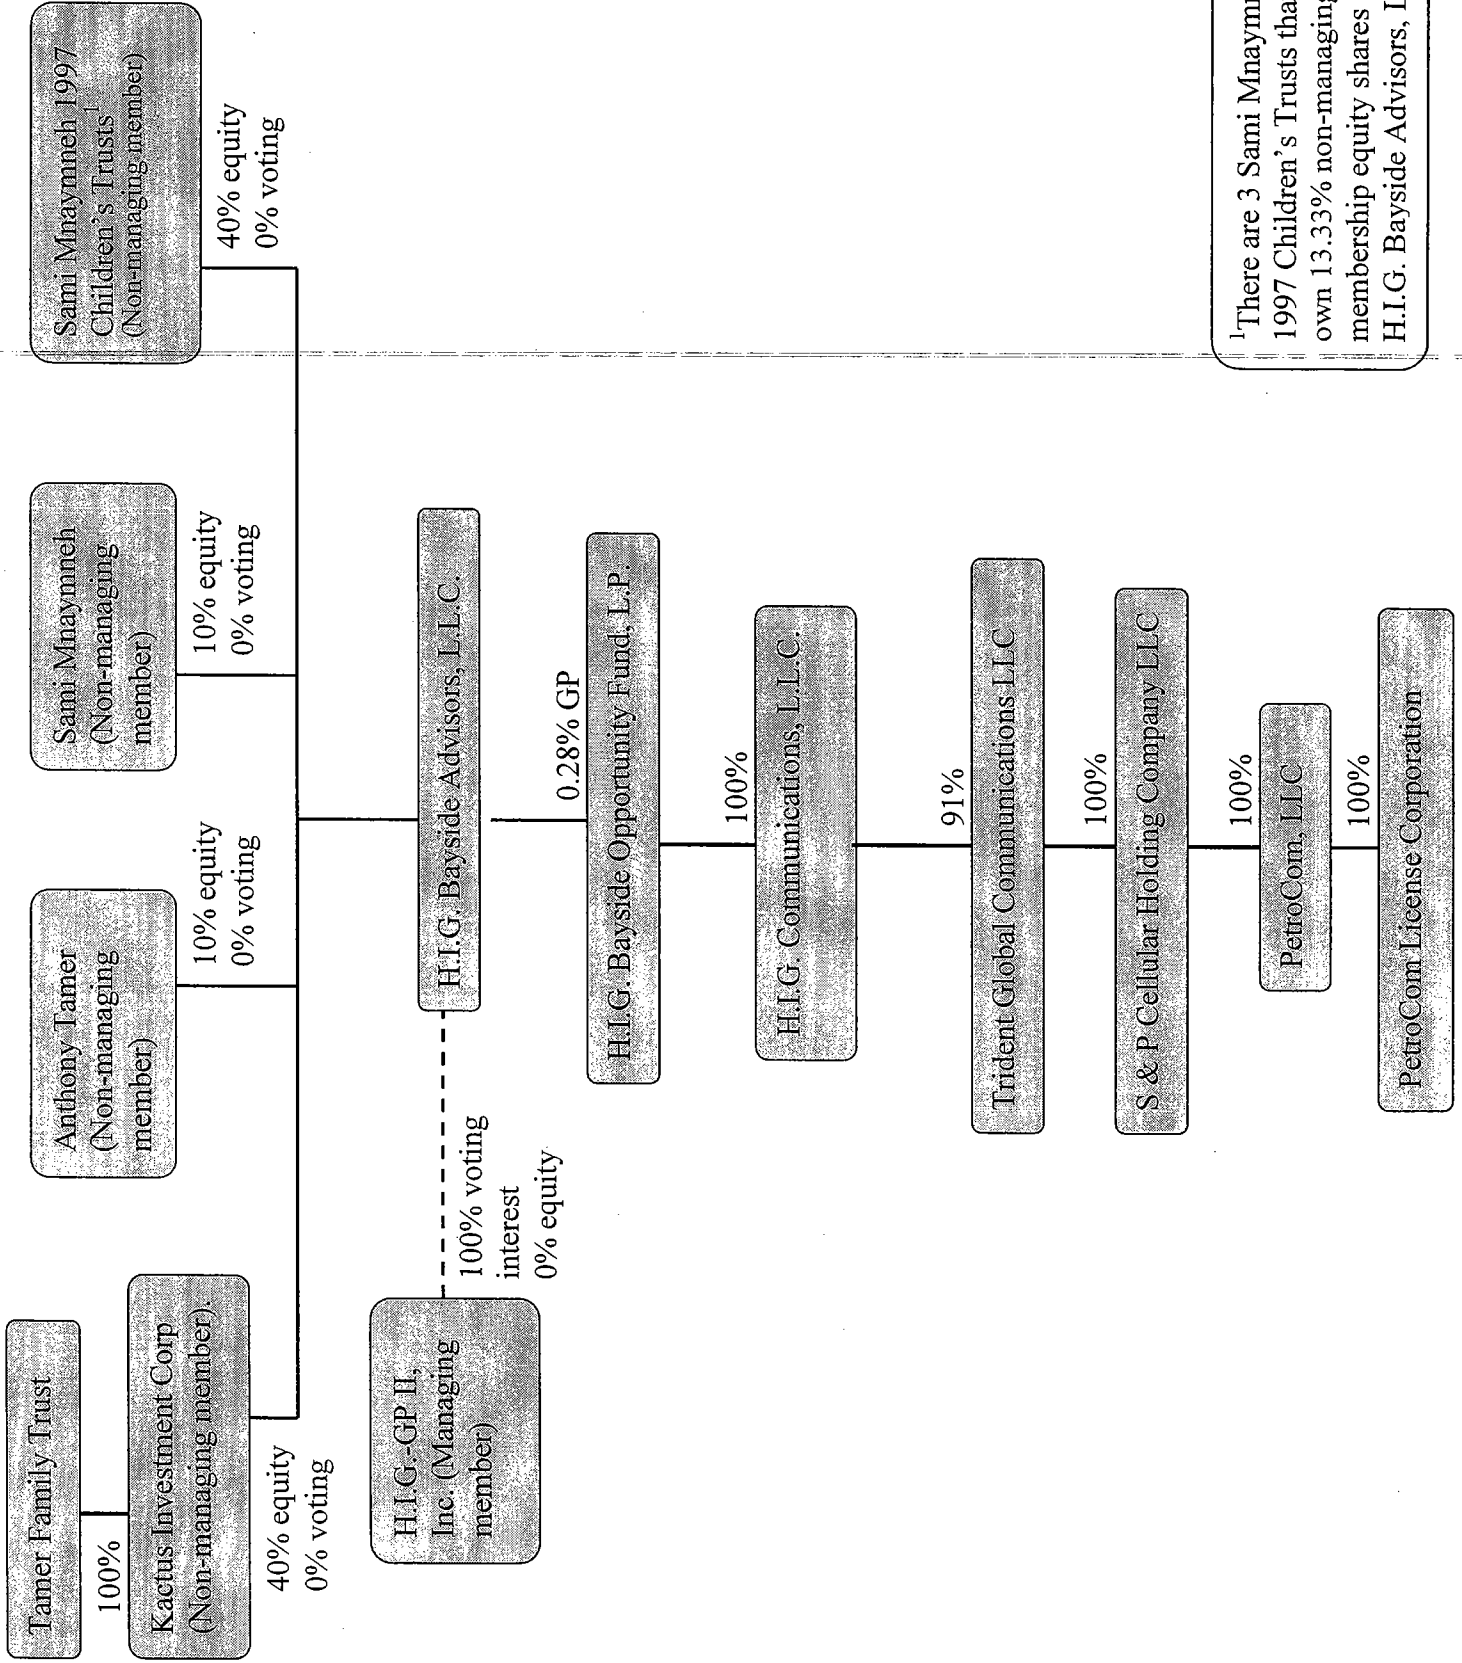 Tamer Family Trust
100%
Kactus Investment Corp
(Non-managing member).
40% equity
0% voting
Anthony Tamer
(Non-managing
member)
10% equity
0% voting
Sami Mnaymneh
(Non-managing
member)
10% equity
0% voting
Sami Mnaymneh 1997
Children's Trusts 1
(Non-managing member)
40% equity
0% voting
H.I.G.-GP II,
Inc. (Managing
member)
100% voting
interest
0% equity
H.I.G. Bayside Advisors, L.L.C.
0.28% GP
H.I.G. Bayside Opportunity Fund, L.P.
100%
H.I.G. Communications, L.L.C.
91%
Trident Global Communications LLC
100%
S & P Cellular Holding Company LLC
100%
PetroCom, LLC
100%
PetroCom License Corporation
1There are 3 Sami
1997 Children's Trusts
own 13.33% non-managing
membership equity shares
H.I.G. Bayside Advisors,